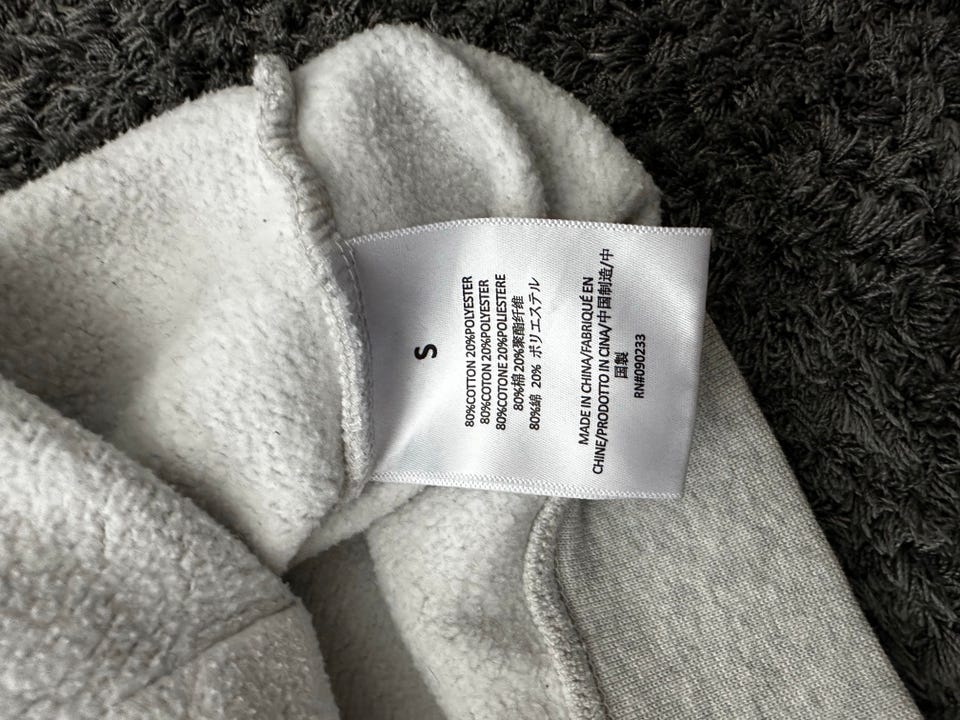 S
80%COTTON 20%POLYESTER
80%COTON 20%POLYESTER
80%COTONE 20%POLIESTERE
80%棉 20%聚酯纤维
80%綿 20% ポリエステル
MADE IN CHINA/FABRIQUÉ EN
CHINE/PRODOTTO IN CINA/中国制造/中
国製
RN#090233